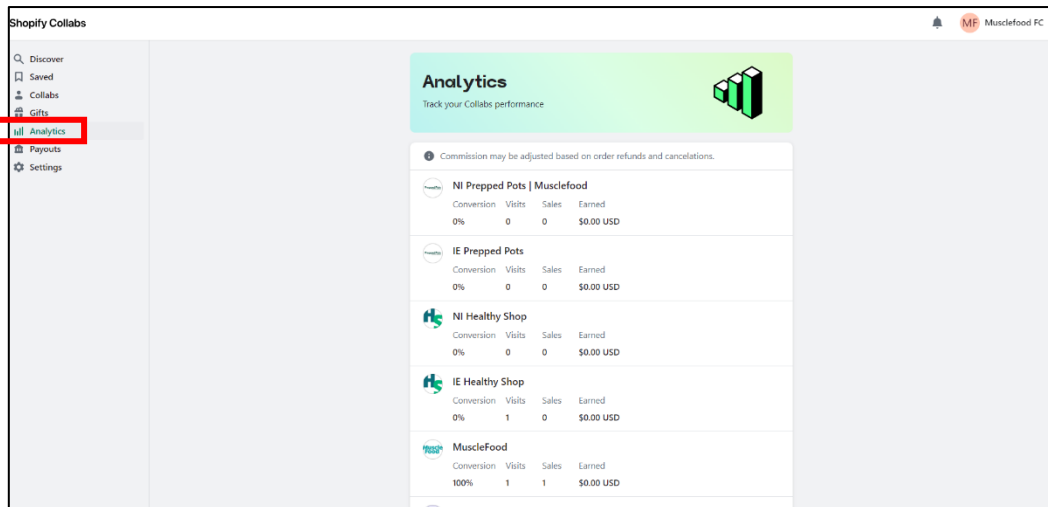 Shopify Collabs
MF Musclefood FC
Discover
Saved
Collabs
Gifts
Analytics
Payouts
Settings
Analytics
Track your Collabs performance
Commission may be adjusted based on order refunds and cancelations.
NI Prepped Pots | Musclefood
Conversion Visits Sales Earned
0% 0 0 $0.00 USD
IE Prepped Pots
Conversion Visits Sales Earned
0% 0 0 $0.00 USD
HS NI Healthy Shop
Conversion Visits Sales Earned
0% 0 0 $0.00 USD
HS IE Healthy Shop
Conversion Visits Sales Earned
0% 1 0 $0.00 USD
Muscle Food MuscleFood
Conversion Visits Sales Earned
100% 1 1 $0.00 USD